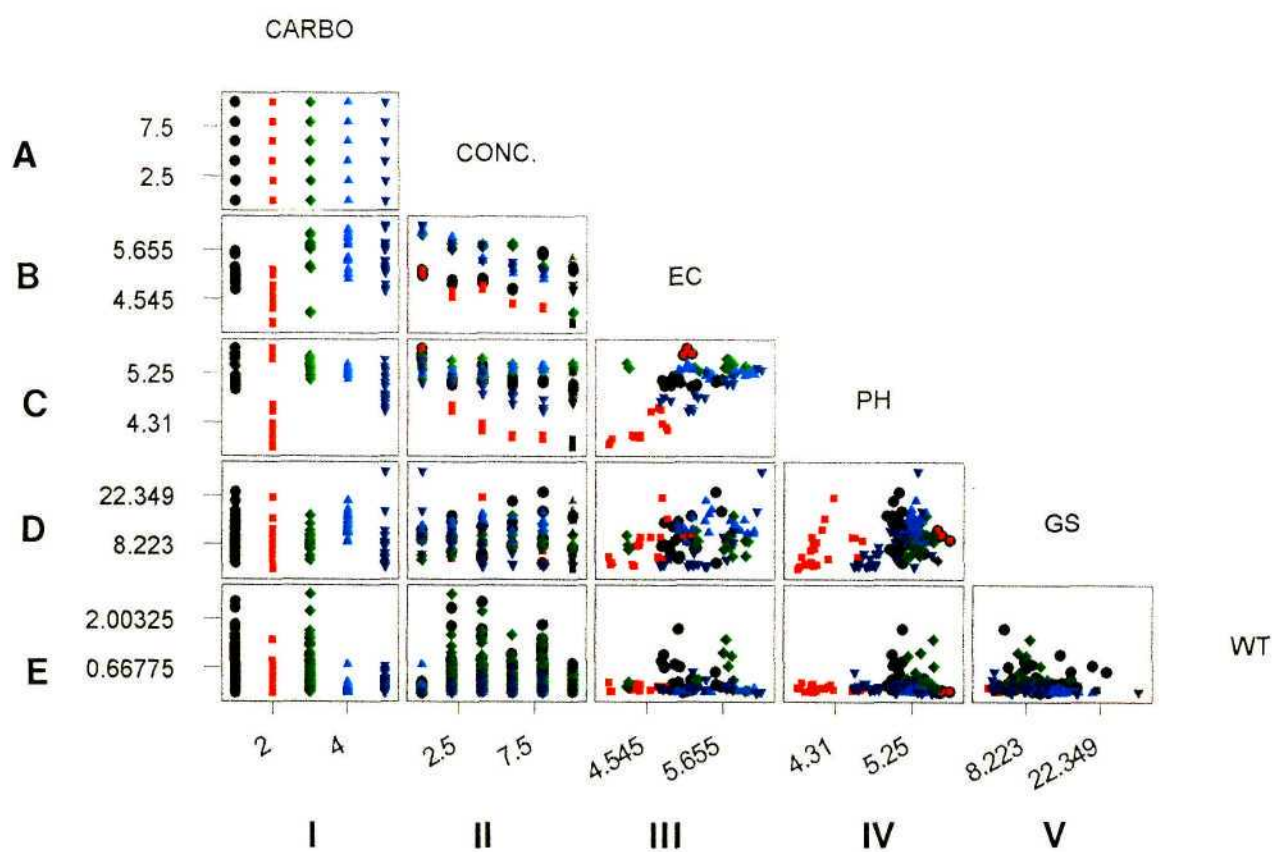 CARBO
A
7.5
2.5
CONC.
B
5.655
4.545
EC
C
5.25
4.31
PH
D
22.349
8.223
GS
E
2.00325
0.66775
WT
2 4 2.5 7.5 4.545 5.655 4.31 5.25 8.223 22.349
I II III IV V